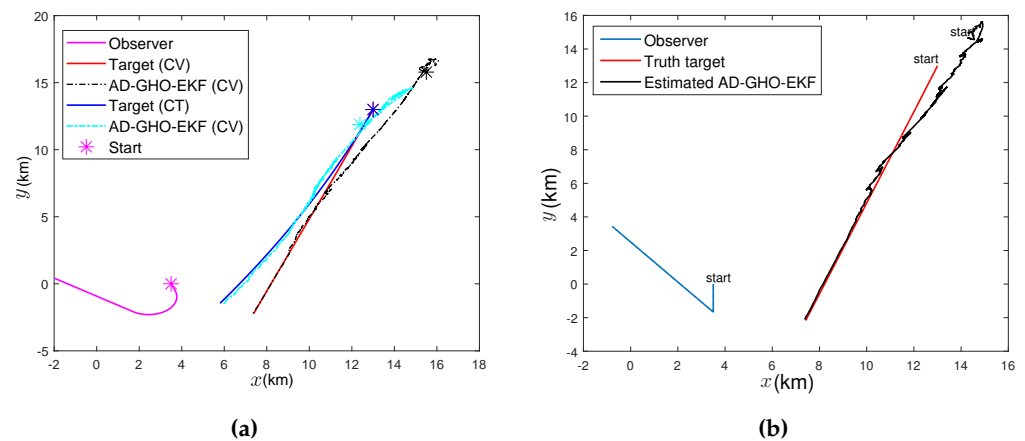 20
15
10
5
0
-5
-2
0
2
4
6
8
10
12
14
16
18
y(km)
x(km)
Observer
Target (CV)
AD-GHO-EKF (CV)
Target (CT)
AD-GHO-EKF (CV)
Start
(a)
16
14
12
10
8
6
4
2
0
-2
-4
-2
0
2
4
6
8
10
12
14
16
y(km)
x(km)
Observer
Truth target
Estimated AD-GHO-EKF
start
start
start
(b)